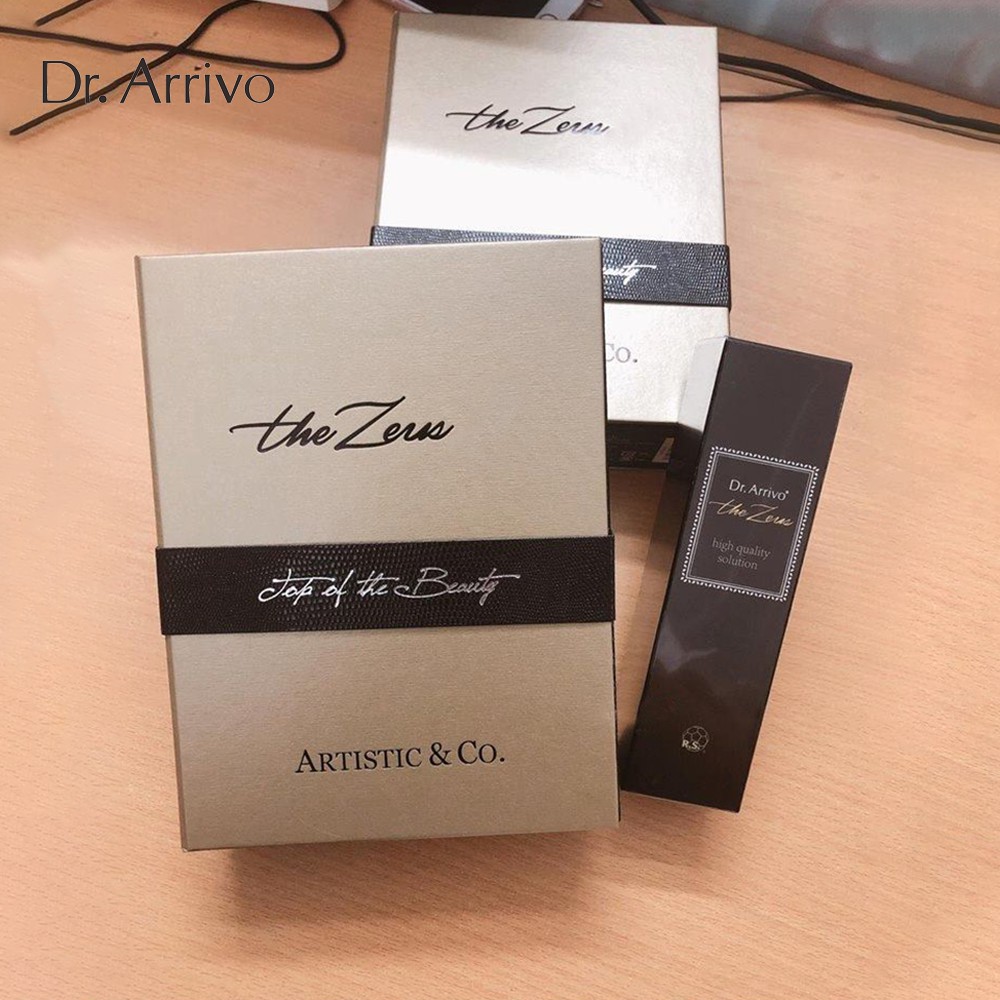 Dr. Arrivo
the Zeus
auty
Co.
the Zeus
Top of the Beauty
ARTISTIC & CO.
Dr. Arrivo®
the Zeus
high quality
solution
R.S.